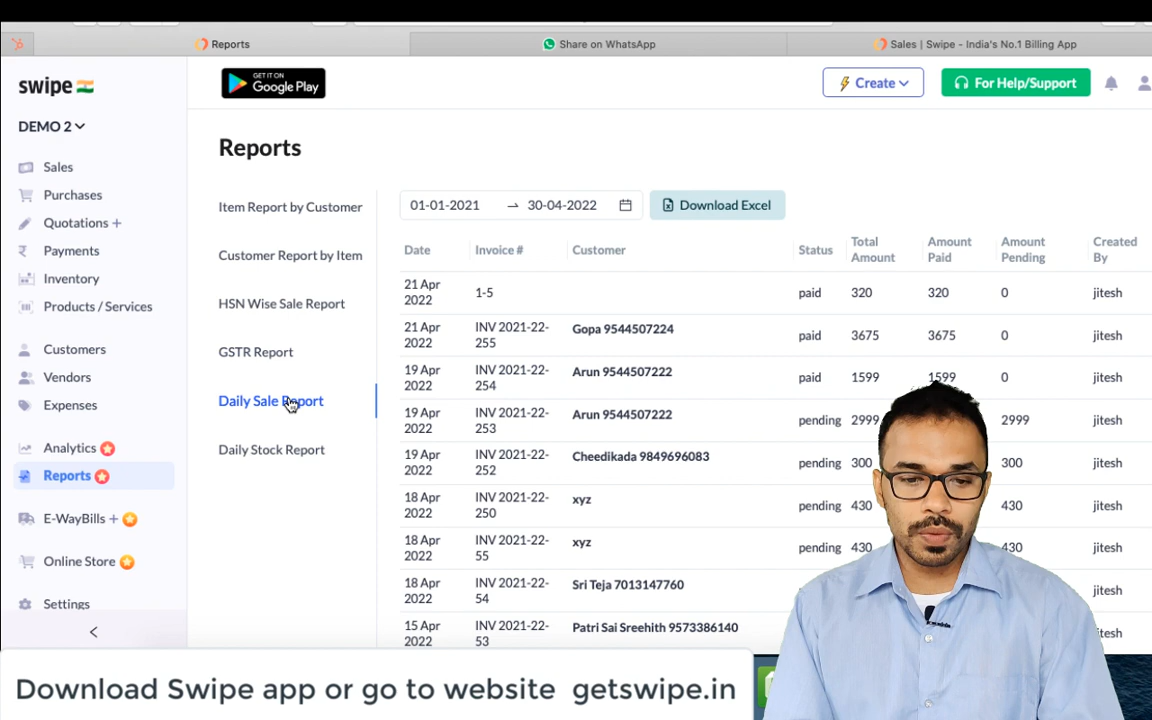 Reports
Share on WhatsApp
Sales | Swipe - India's No.1 Billing App
swipe
GET IT ON
Google Play
Create
For Help/Support
DEMO 2
Sales
Purchases
Quotations +
Payments
Inventory
Products / Services
Customers
Vendors
Expenses
Analytics
Reports
E-WayBills +
Online Store
Settings
Reports
Item Report by Customer
Customer Report by Item
HSN Wise Sale Report
GSTR Report
Daily Sale Report
Daily Stock Report
01-01-2021 → 30-04-2022 Download Excel
Date Invoice # Customer Status Total Amount Amount Paid Amount Pending Created By
21 Apr 2022 1-5 paid 320 320 0 jitesh
21 Apr 2022 INV 2021-22-255 Gopa 9544507224 paid 3675 3675 0 jitesh
19 Apr 2022 INV 2021-22-254 Arun 9544507222 paid 1599 1599 0 jitesh
19 Apr 2022 INV 2021-22-253 Arun 9544507222 pending 2999 2999 jitesh
19 Apr 2022 INV 2021-22-252 Cheedikada 9849696083 pending 300 300 jitesh
18 Apr 2022 INV 2021-22-250 xyz pending 430 430 jitesh
18 Apr 2022 INV 2021-22-55 xyz pending 430 430 jitesh
18 Apr 2022 INV 2021-22-54 Sri Teja 7013147760 jitesh
15 Apr 2022 INV 2021-22-53 Patri Sai Sreehith 9573386140
Download Swipe app or go to website getswipe.in